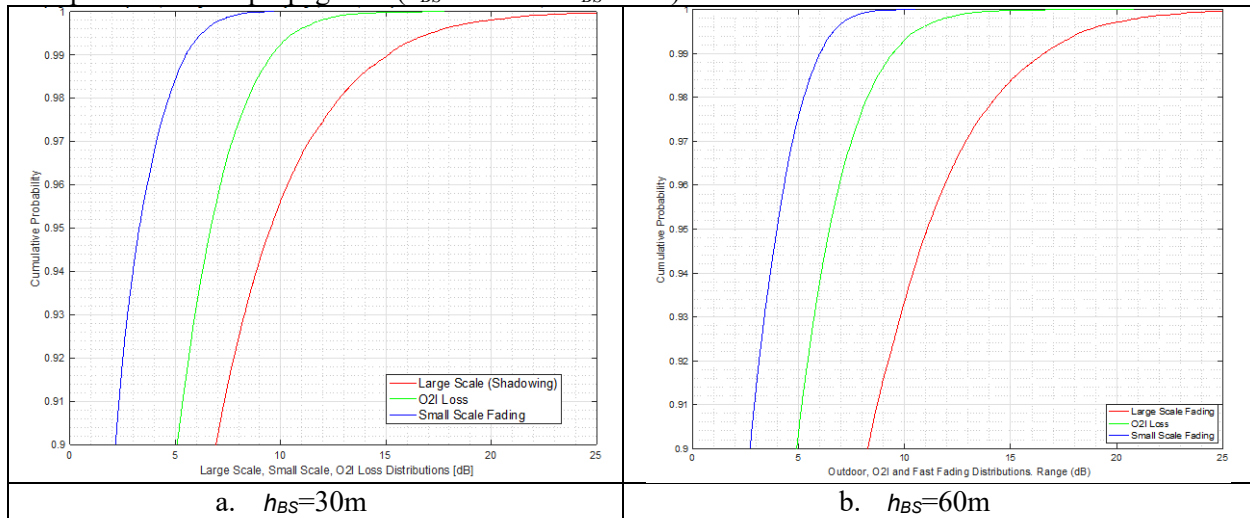 1
0.99
0.98
0.97
0.96
0.95
0.94
0.93
0.92
0.91
0.9
Cumulative Probability
0 5 10 15 20 25
Large Scale (Shadowing)
O2I Loss
Small Scale Fading
Large Scale, Small Scale, O2I Loss Distributions [dB]
1
0.99
0.98
0.97
0.96
0.95
0.94
0.93
0.92
0.91
0.9
Cumulative Probability
0 5 10 15 20 25
Large Scale Fading
O2I Loss
Small Scale Fading
Outdoor, O2I and Fast Fading Distributions. Range (dB)
a. hBS=30m
b. hBS=60m